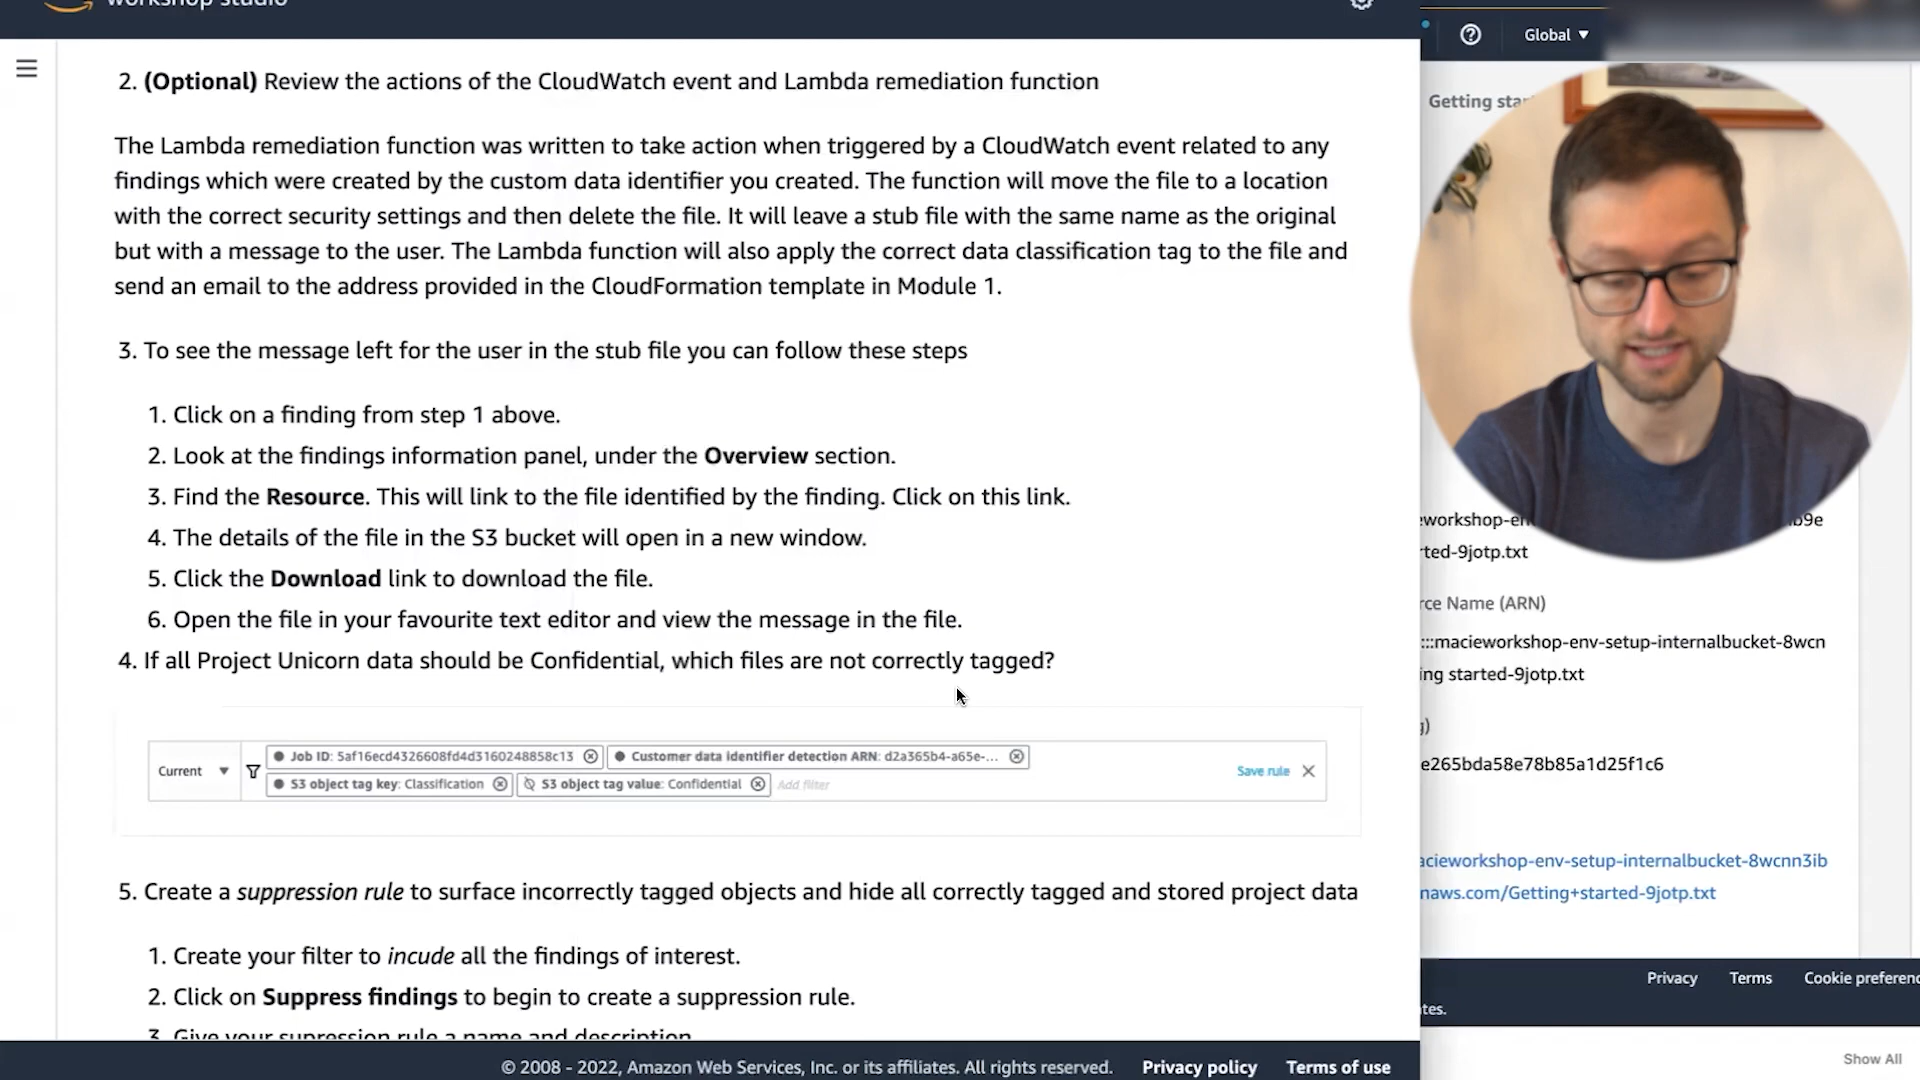 workshop studio
2. (Optional) Review the actions of the CloudWatch event and Lambda remediation function
The Lambda remediation function was written to take action when triggered by a CloudWatch event related to any
findings which were created by the custom data identifier you created. The function will move the file to a location
with the correct security settings and then delete the file. It will leave a stub file with the same name as the original
but with a message to the user. The Lambda function will also apply the correct data classification tag to the file and
send an email to the address provided in the CloudFormation template in Module 1.
3. To see the message left for the user in the stub file you can follow these steps
1. Click on a finding from step 1 above.
2. Look at the findings information panel, under the Overview section.
3. Find the Resource. This will link to the file identified by the finding. Click on this link.
4. The details of the file in the S3 bucket will open in a new window.
5. Click the Download link to download the file.
6. Open the file in your favourite text editor and view the message in the file.
4. If all Project Unicorn data should be Confidential, which files are not correctly tagged?
Current
Job ID: 5af16ecd4326608fd4d3160248858c13
Customer data identifier detection ARN: d2a365b4-a65e-...
S3 object tag key: Classification
S3 object tag value: Confidential
Add filter
Save rule
5. Create a suppression rule to surface incorrectly tagged objects and hide all correctly tagged and stored project data
1. Create your filter to incude all the findings of interest.
2. Click on Suppress findings to begin to create a suppression rule.
3. Give your supression rule a name and description
© 2008 - 2022, Amazon Web Services, Inc. or its affiliates. All rights reserved.
Privacy policy
Terms of use
Global
Getting star
eworkshop-en
b9e
rted-9jotp.txt
rce Name (ARN)
:::macieworkshop-env-setup-internalbucket-8wcn
ing started-9jotp.txt
g)
e265bda58e78b85a1d25f1c6
acieworkshop-env-setup-internalbucket-8wcnn3ib
naws.com/Getting+started-9jotp.txt
Privacy
Terms
Cookie preferenc
tes.
Show All